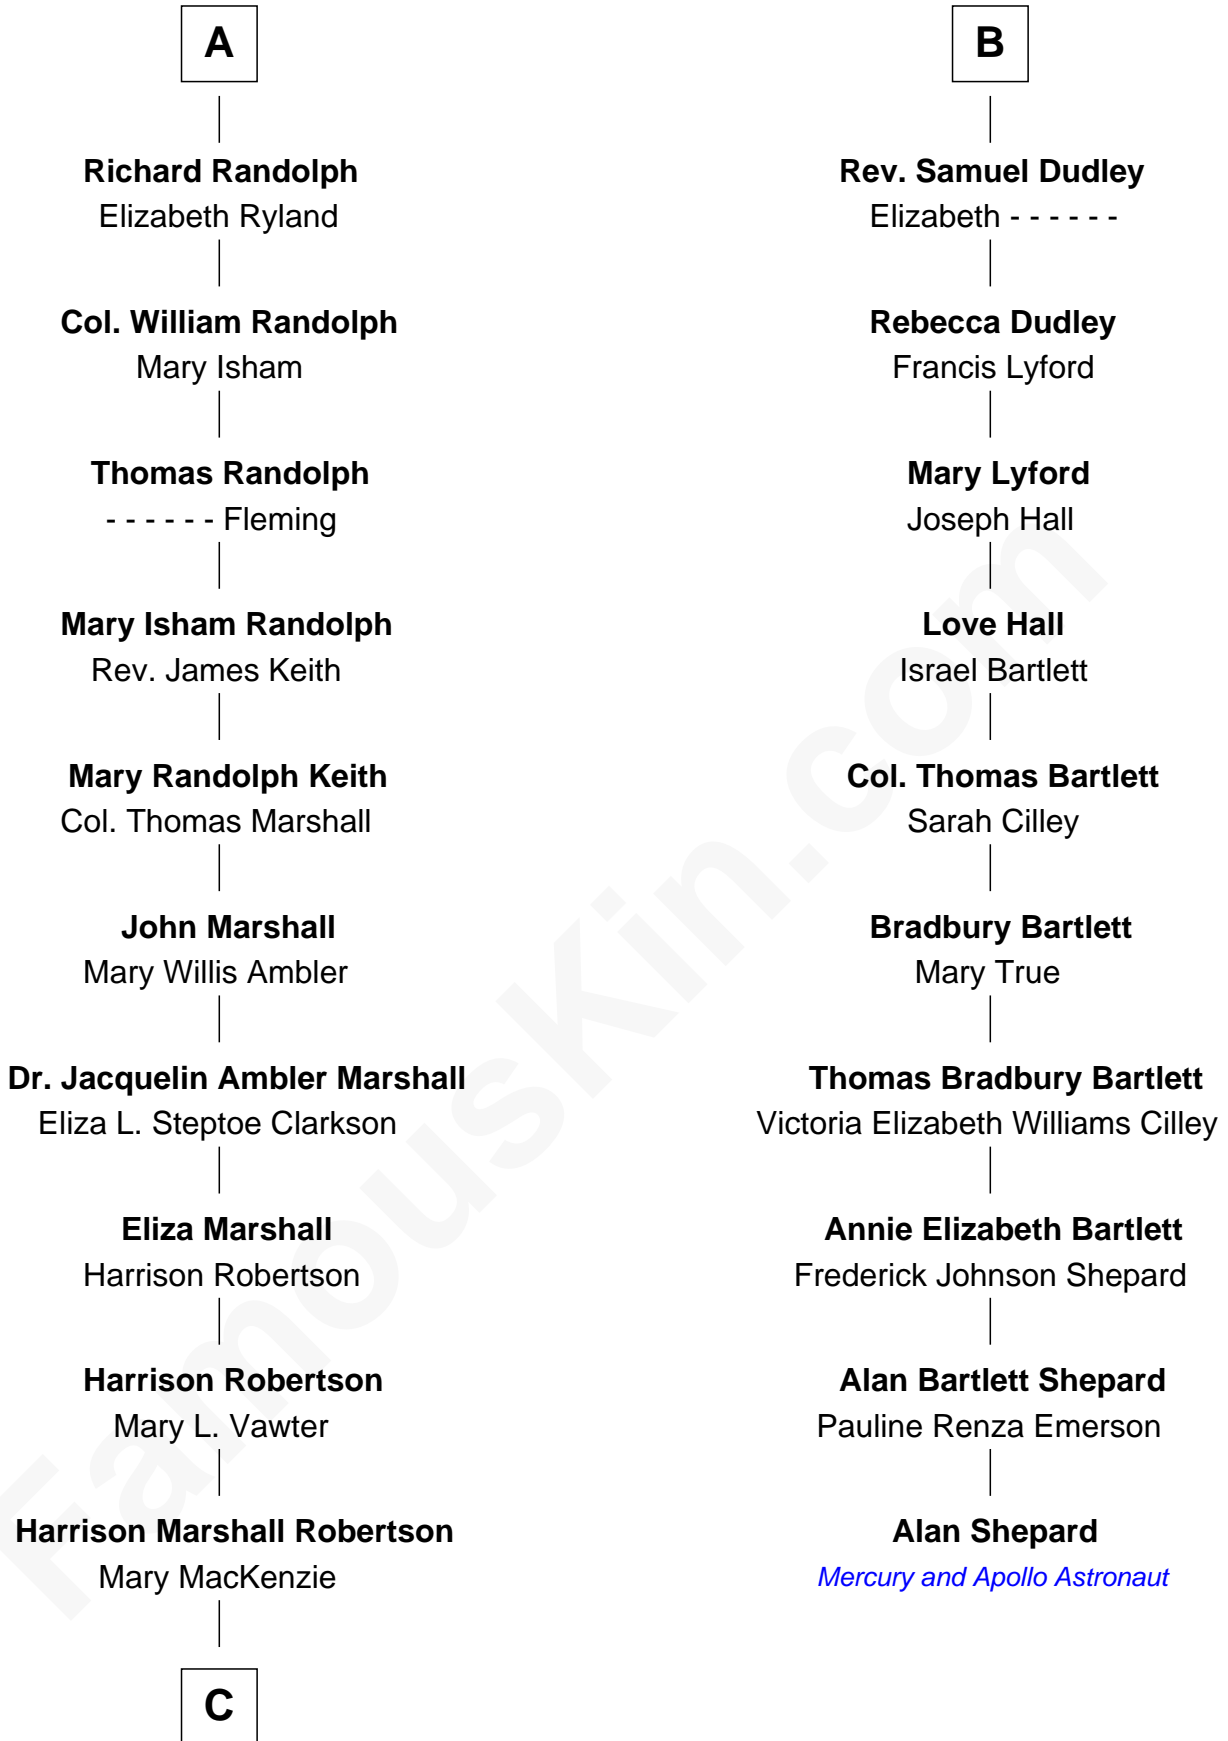 A
Richard Randolph
Elizabeth Ryland
Col. William Randolph
Mary Isham
Thomas Randolph
- - - - - - Fleming
Mary Isham Randolph
Rev. James Keith
Mary Randolph Keith
Col. Thomas Marshall
John Marshall
Mary Willis Ambler
Dr. Jacquelin Ambler Marshall
Eliza L. Steptoe Clarkson
Eliza Marshall
Harrison Robertson
Harrison Robertson
Mary L. Vawter
Harrison Marshall Robertson
Mary MacKenzie
C
B
Rev. Samuel Dudley
Elizabeth - - - - - -
Rebecca Dudley
Francis Lyford
Mary Lyford
Joseph Hall
Love Hall
Israel Bartlett
Col. Thomas Bartlett
Sarah Cilley
Bradbury Bartlett
Mary True
Thomas Bradbury Bartlett
Victoria Elizabeth Williams Cilley
Annie Elizabeth Bartlett
Frederick Johnson Shepard
Alan Bartlett Shepard
Pauline Renza Emerson
Alan Shepard
Mercury and Apollo Astronaut
FamousKin.com